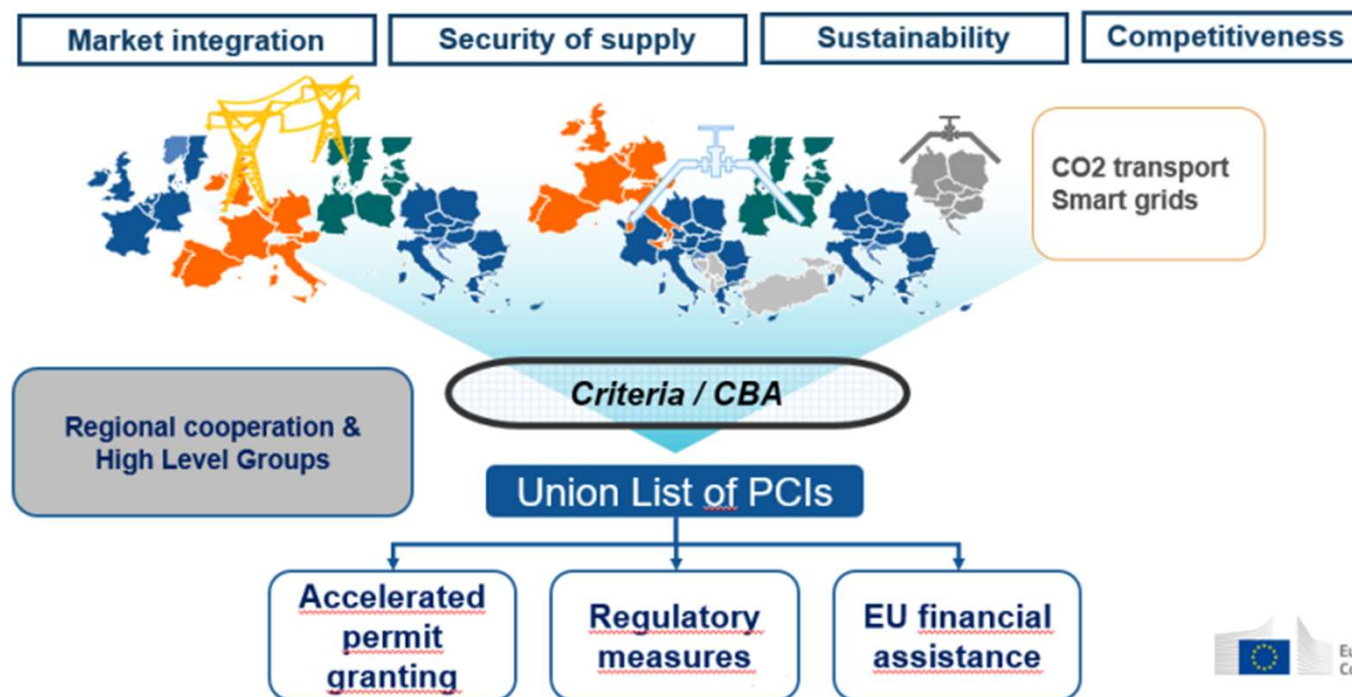 Market integration
Security of supply
Sustainability
Competitiveness
CO2 transport
Smart grids
Criteria / CBA
Regional cooperation &
High Level Groups
Union List of PCIs
Accelerated
permit
granting
Regulatory
measures
EU financial
assistance